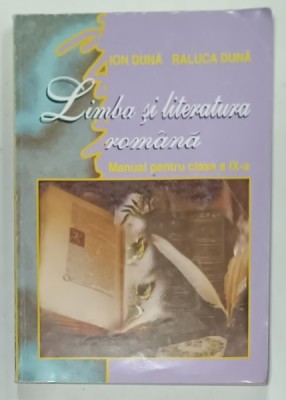 ION DUNĂ RALUCA DUNĂ
Limba și literatura
română
Manual pentru clasa a IX-a